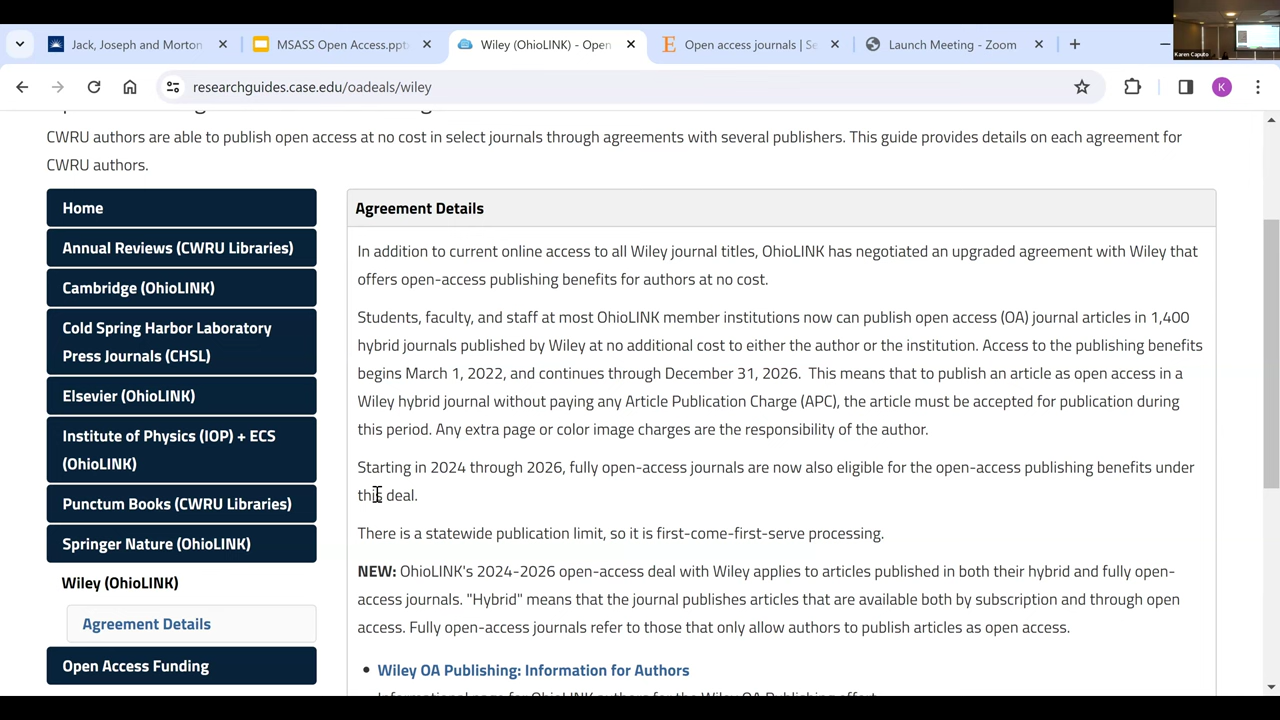 Jack, Joseph and Morton
MSASS Open Access.ppt
Wiley (OhioLINK) - Open
Open access journals | Se
Launch Meeting - Zoom
Karen Caputo
researchguides.case.edu/oadeals/wiley
K
CWRU authors are able to publish open access at no cost in select journals through agreements with several publishers. This guide provides details on each agreement for
CWRU authors.
Home
Annual Reviews (CWRU Libraries)
Cambridge (OhioLINK)
Cold Spring Harbor Laboratory
Press Journals (CHSL)
Elsevier (OhioLINK)
Institute of Physics (IOP) + ECS
(OhioLINK)
Punctum Books (CWRU Libraries)
Springer Nature (OhioLINK)
Wiley (OhioLINK)
Agreement Details
Open Access Funding
Agreement Details
In addition to current online access to all Wiley journal titles, OhioLINK has negotiated an upgraded agreement with Wiley that
offers open-access publishing benefits for authors at no cost.
Students, faculty, and staff at most OhioLINK member institutions now can publish open access (OA) journal articles in 1,400
hybrid journals published by Wiley at no additional cost to either the author or the institution. Access to the publishing benefits
begins March 1, 2022, and continues through December 31, 2026. This means that to publish an article as open access in a
Wiley hybrid journal without paying any Article Publication Charge (APC), the article must be accepted for publication during
this period. Any extra page or color image charges are the responsibility of the author.
Starting in 2024 through 2026, fully open-access journals are now also eligible for the open-access publishing benefits under
this deal.
There is a statewide publication limit, so it is first-come-first-serve processing.
NEW: OhioLINK's 2024-2026 open-access deal with Wiley applies to articles published in both their hybrid and fully open-
access journals. "Hybrid" means that the journal publishes articles that are available both by subscription and through open
access. Fully open-access journals refer to those that only allow authors to publish articles as open access.
Wiley OA Publishing: Information for Authors
Informational page for OhioLINK authors for the Wiley OA Publishing effort